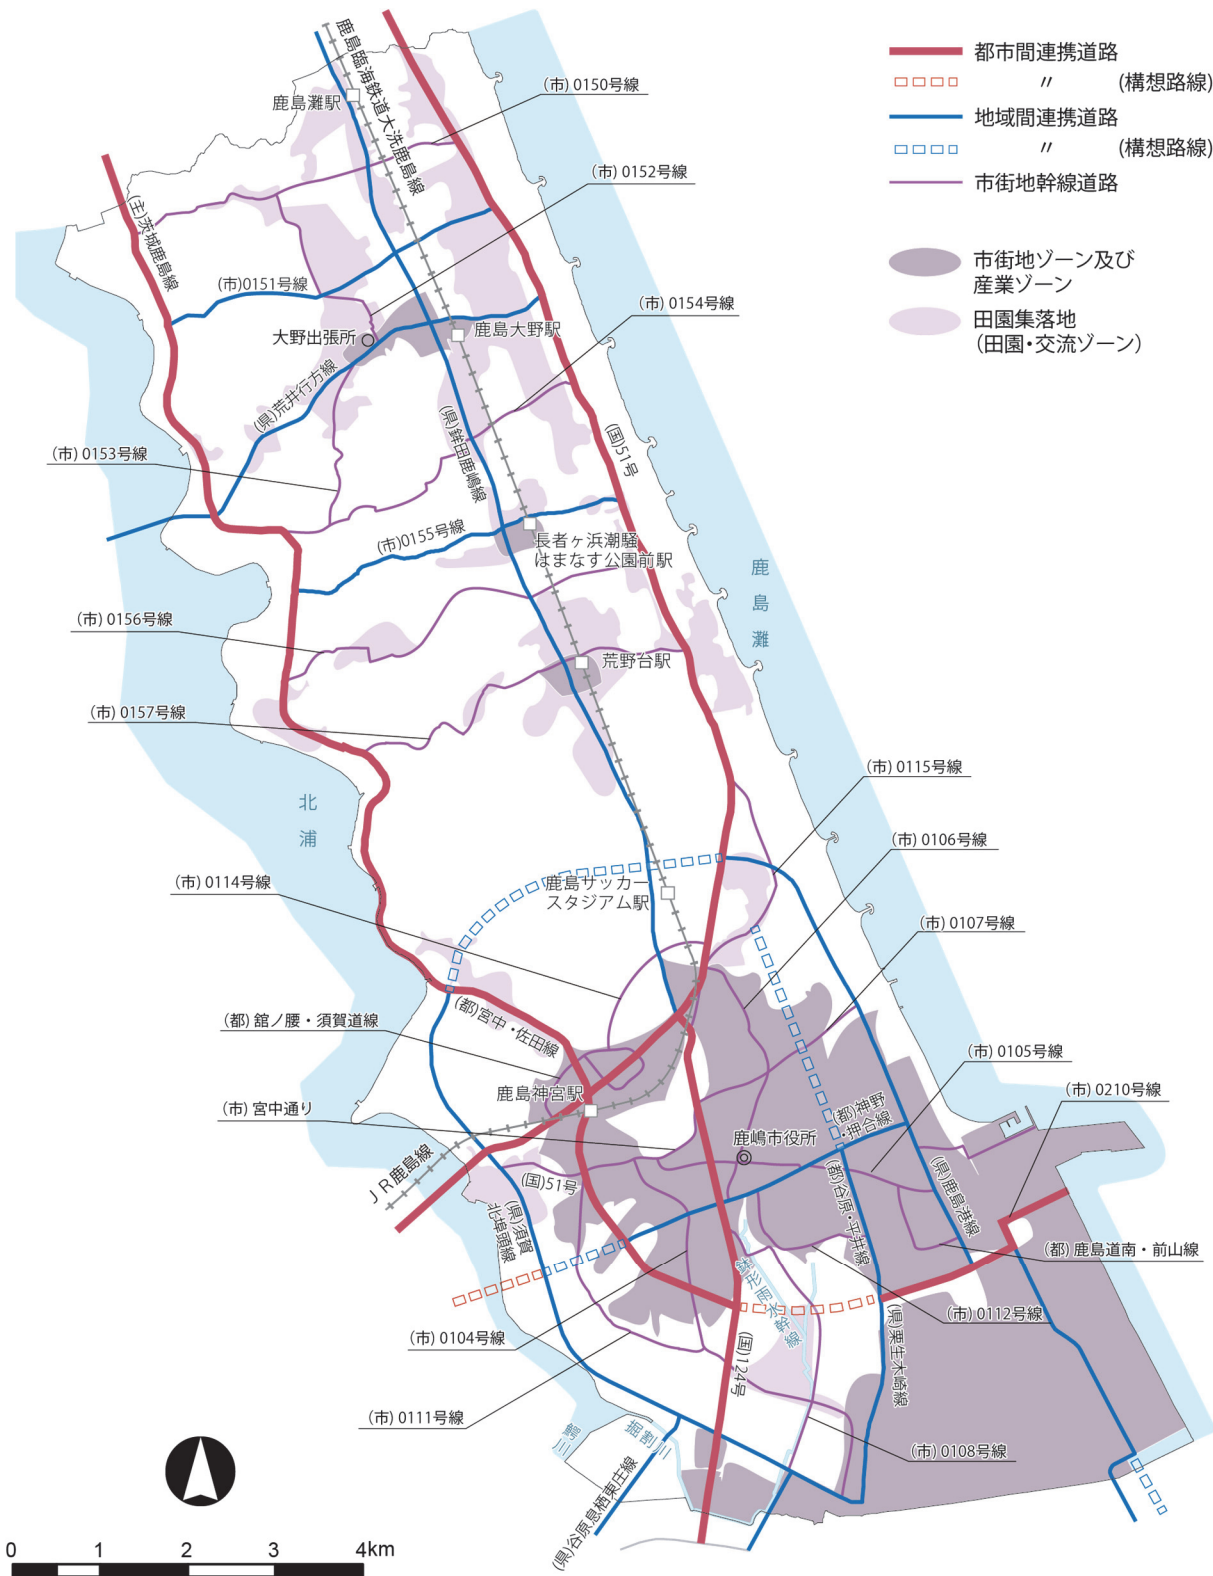 都市間連携道路
〃 (構想路線)
地域間連携道路
〃 (構想路線)
市街地幹線道路
市街地ゾーン及び
産業ゾーン
田園集落地
(田園・交流ゾーン)
鹿島臨海鉄道大洗鹿島線
鹿島灘駅
(市) 0150号線
(市) 0152号線
(主)茨城鹿島線
(市)0151号線
(市) 0154号線
大野出張所
鹿島大野駅
(県)荒井行方線
(県)鉾田鹿嶋線
(国)51号
(市) 0153号線
(市)0155号線
長者ヶ浜潮騒
はまなす公園前駅
鹿島灘
(市) 0156号線
荒野台駅
(市) 0157号線
(市) 0115号線
北浦
(市) 0106号線
(市) 0114号線
鹿島サッカー
スタジアム駅
(市) 0107号線
(都) 舘ノ腰・須賀道線
(都)宮中・佐田線
(市) 0105号線
(市) 0210号線
鹿島神宮駅
(市) 宮中通り
(都)神野
・押合線
鹿嶋市役所
JR鹿島線
(国)51号
(都)谷原・平井線
(県)鹿島港線
(県)須賀
北埠頭線
(都) 鹿島道南・前山線
鉢形雨水幹線
(市) 0112号線
(市) 0104号線
(国)124号
(県)粟生木崎線
(市) 0111号線
鰐川
堀割川
(市) 0108号線
(県)谷原息栖東庄線
0 1 2 3 4km